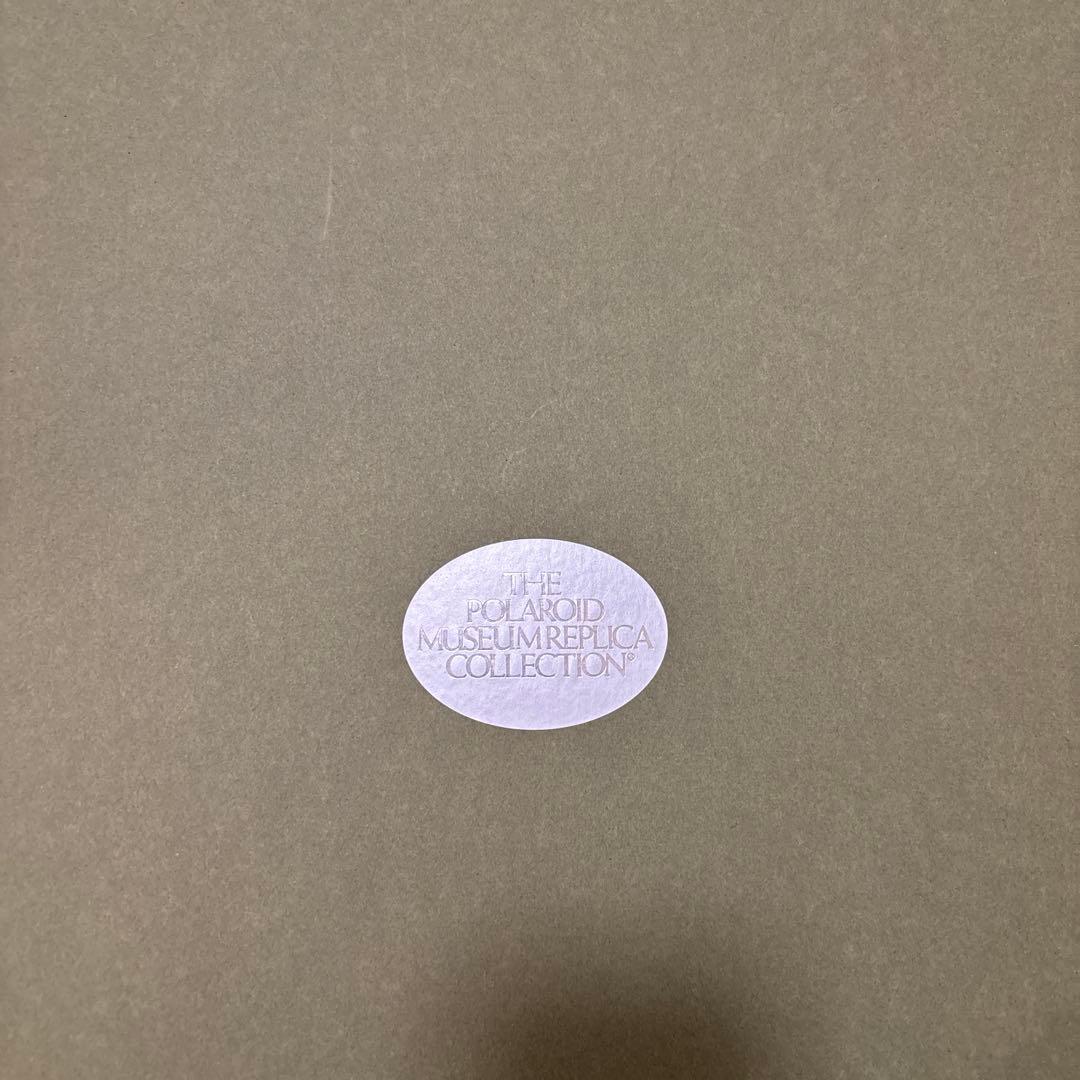 THE
POLAROID
MUSEUM REPLICA
COLLECTION©